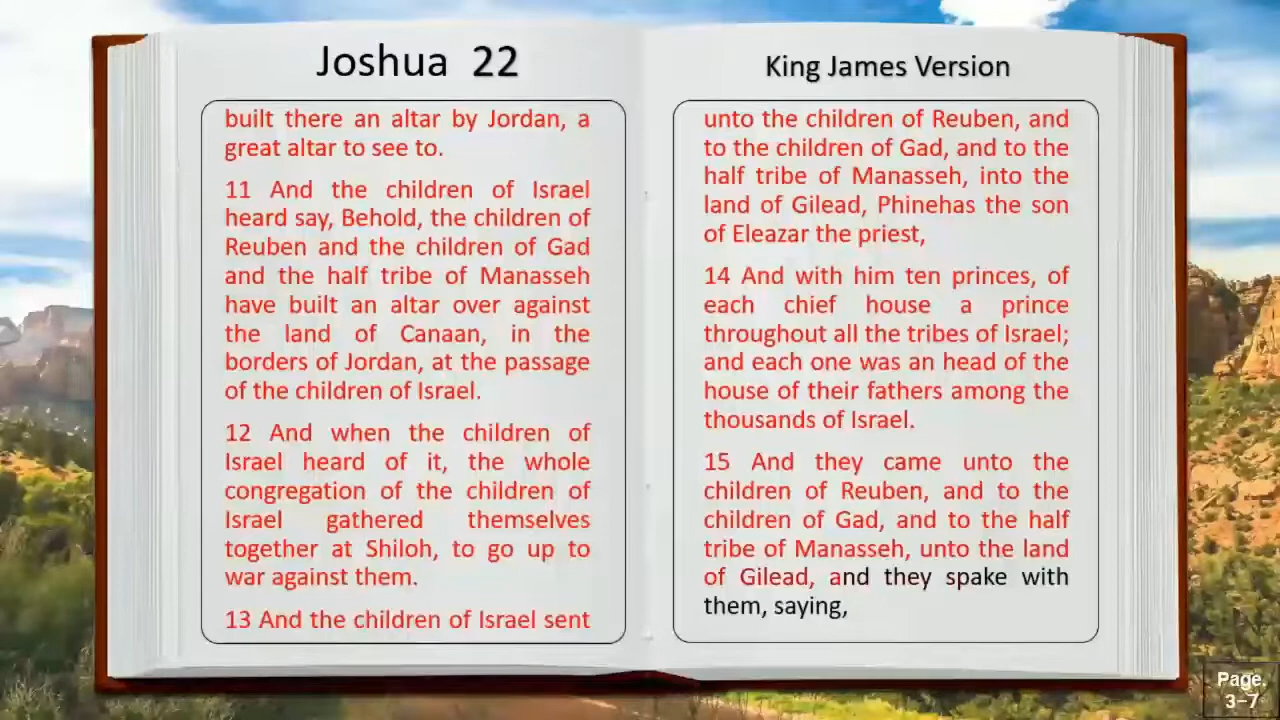 Joshua 22
built there an altar by Jordan, a
great altar to see to.
11 And the children of Israel
heard say, Behold, the children of
Reuben and the children of Gad
and the half tribe of Manasseh
have built an altar over against
the land of Canaan, in the
borders of Jordan, at the passage
of the children of Israel.
12 And when the children of
Israel heard of it, the whole
congregation of the children of
Israel gathered themselves
together at Shiloh, to go up to
war against them.
13 And the children of Israel sent
King James Version
unto the children of Reuben, and
to the children of Gad, and to the
half tribe of Manasseh, into the
land of Gilead, Phinehas the son
of Eleazar the priest,
14 And with him ten princes, of
each chief house a prince
throughout all the tribes of Israel;
and each one was an head of the
house of their fathers among the
thousands of Israel.
15 And they came unto the
children of Reuben, and to the
children of Gad, and to the half
tribe of Manasseh, unto the land
of Gilead, and they spake with
them, saying,
Page.
3-7